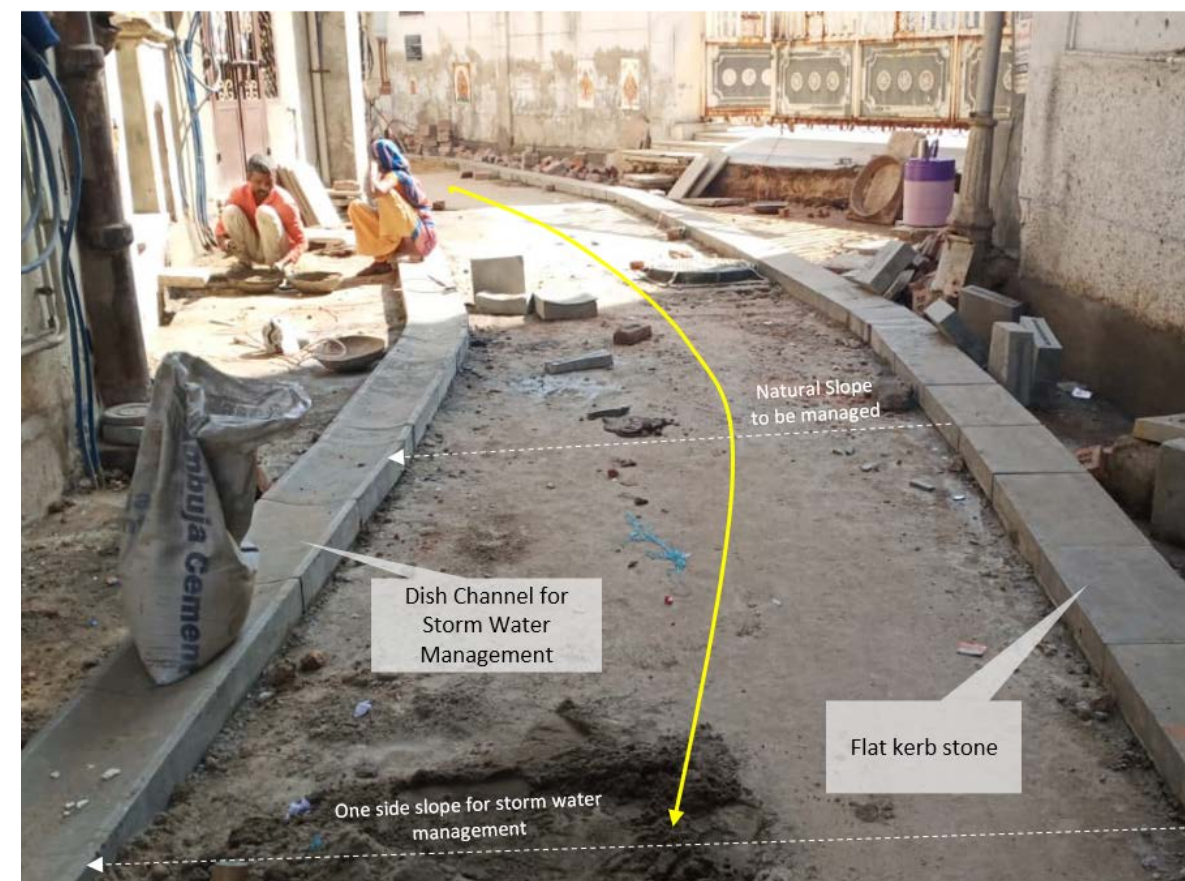 Natural Slope
to be managed
mbuja Cemen
Dish Channel for
Storm Water
Management
Flat kerb stone
One side slope for storm water
management